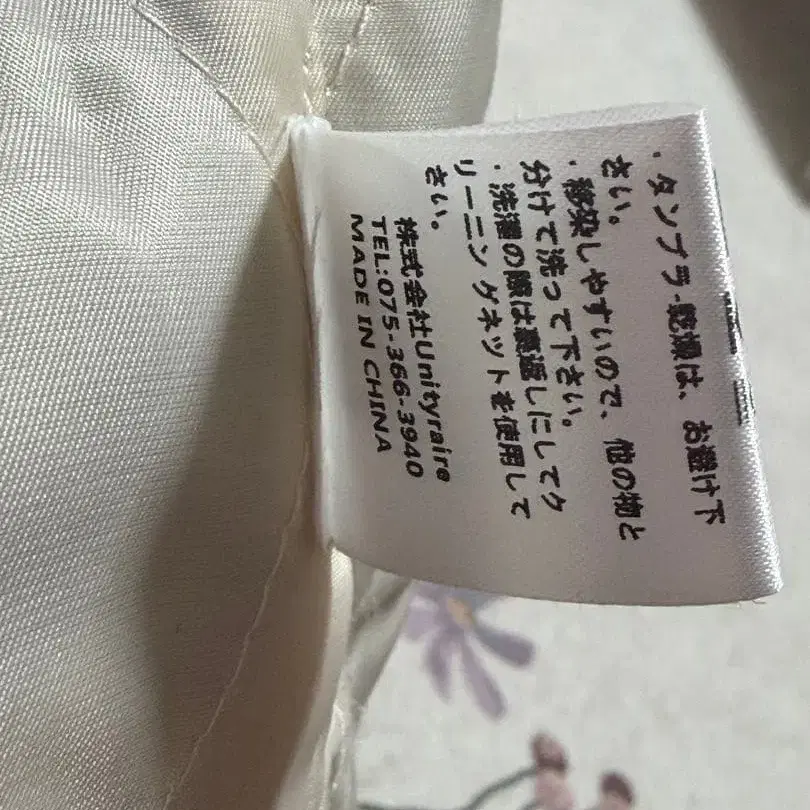 ・タンブラー乾燥は、お避け下
さい。
・移染しやすいので、他の物と
分けて洗って下さい。
・洗濯の際は裏返しにしてク
リーニングネットを使用して
さい。
株式会社Unityraire
TEL:075-366-3940
MADE IN CHINA